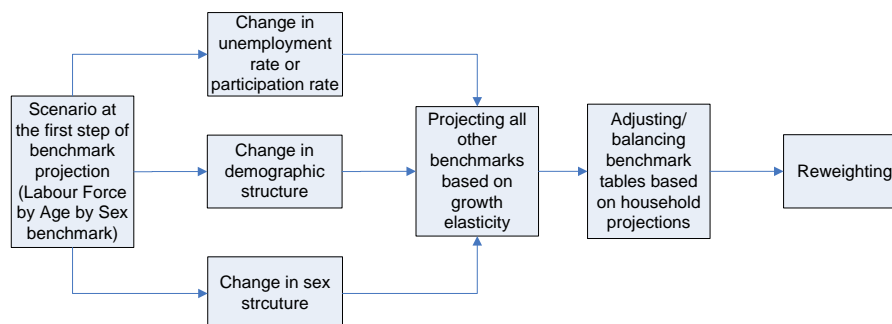 Change in
unemployment
rate or
participation rate
Scenario at
the first step of
benchmark
projection
(Labour Force
by Age by Sex
benchmark)
Change in
demographic
structure
Change in sex
strcuture
Projecting all
other
benchmarks
based on
growth
elasticity
Adjusting/
balancing
benchmark
tables based
on household
projections
Reweighting